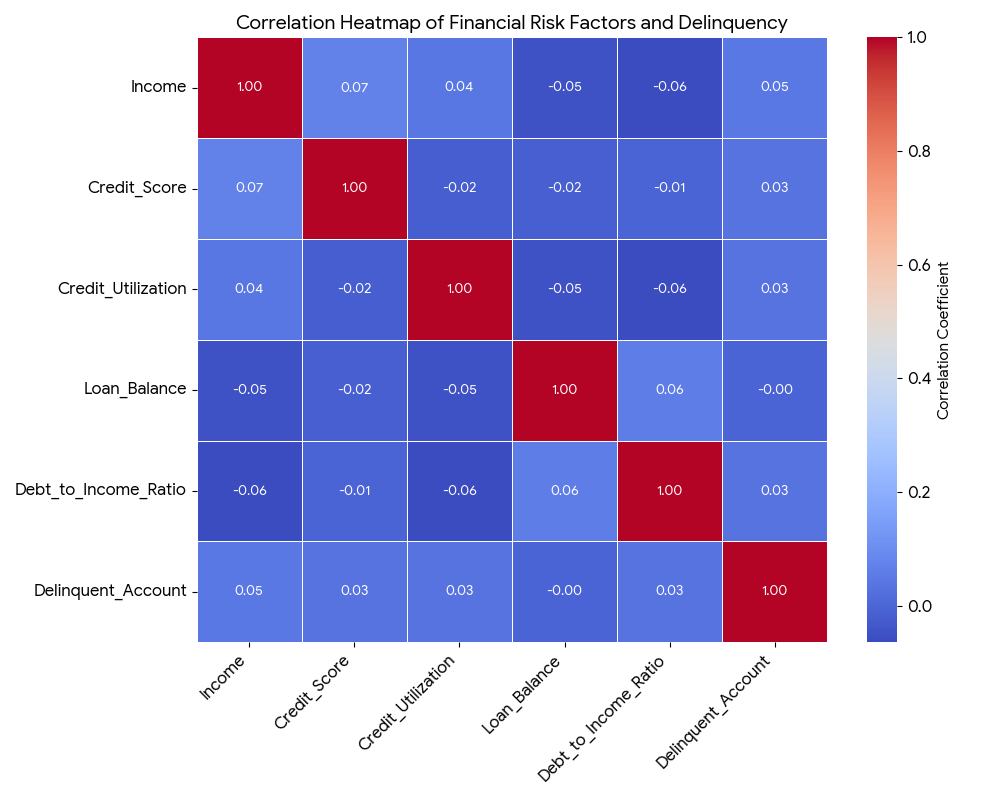 Correlation Heatmap of Financial Risk Factors and Delinquency
Income 1.00 0.07 0.04 -0.05 -0.06 0.05
Credit_Score 0.07 1.00 -0.02 -0.02 -0.01 0.03
Credit_Utilization 0.04 -0.02 1.00 -0.05 -0.06 0.03
Loan_Balance -0.05 -0.02 -0.05 1.00 0.06 -0.00
Debt_to_Income_Ratio -0.06 -0.01 -0.06 0.06 1.00 0.03
Delinquent_Account 0.05 0.03 0.03 -0.00 0.03 1.00
Income
Credit_Score
Credit_Utilization
Loan_Balance
Debt_to_Income_Ratio
Delinquent_Account
1.0
0.8
0.6
0.4
0.2
0.0
Correlation Coefficient